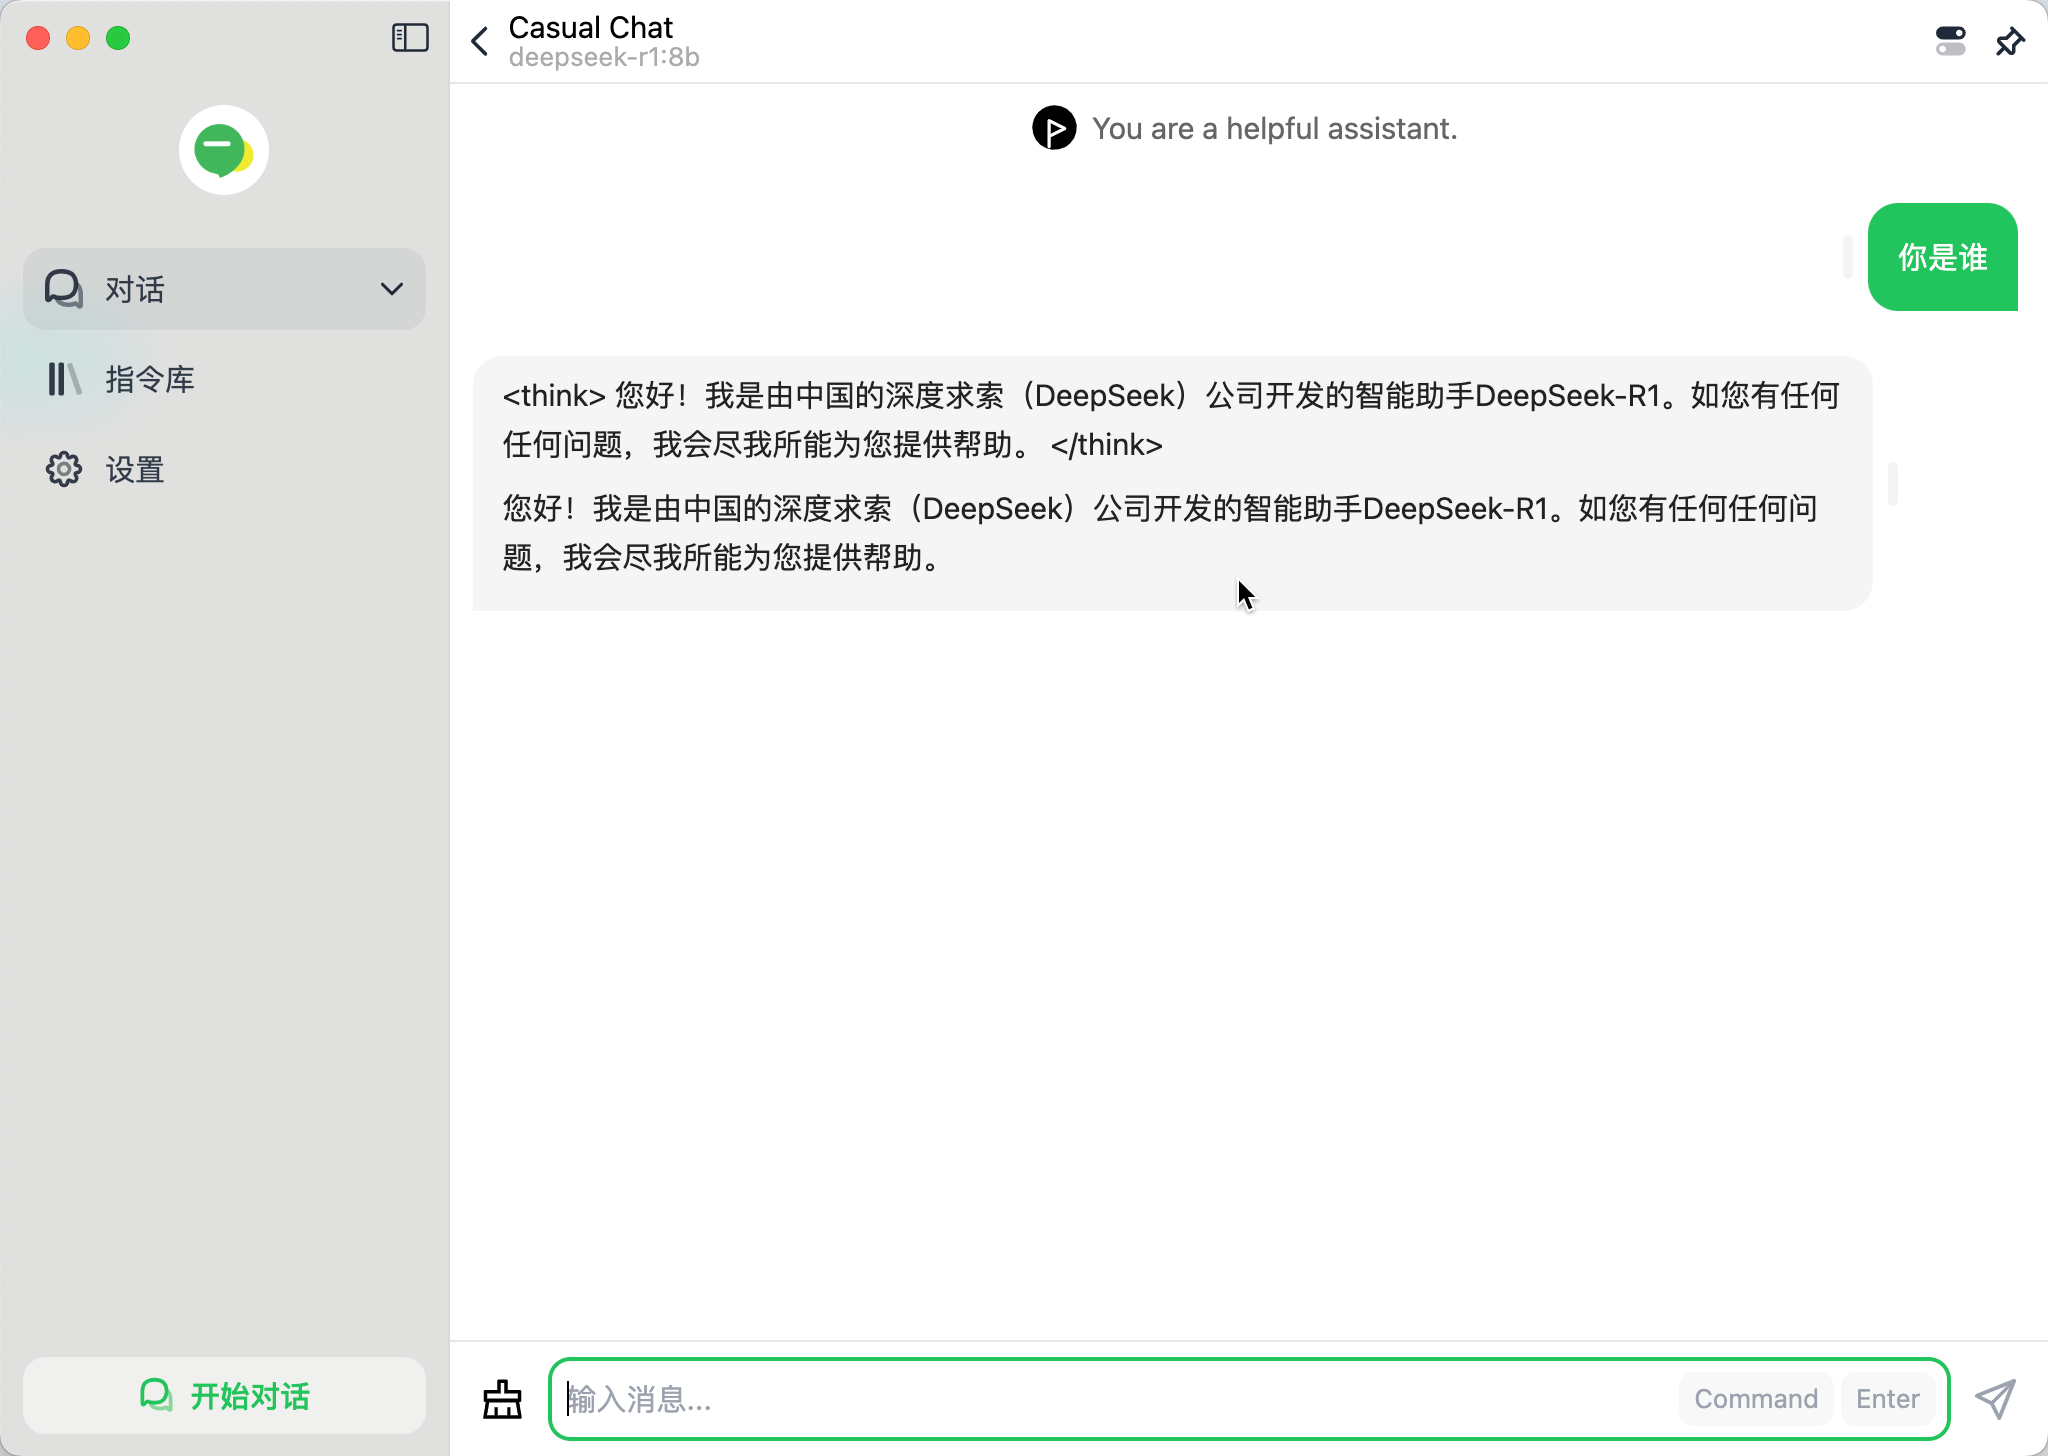 Casual Chat
deepseek-r1:8b
You are a helpful assistant.
对话
指令库
设置
你是谁
<think> 您好！我是由中国的深度求索（DeepSeek）公司开发的智能助手DeepSeek-R1。如您有任何
任何问题，我会尽我所能为您提供帮助。 </think>
您好！我是由中国的深度求索（DeepSeek）公司开发的智能助手DeepSeek-R1。如您有任何任何问
题，我会尽我所能为您提供帮助。
开始对话
输入消息...
Command
Enter